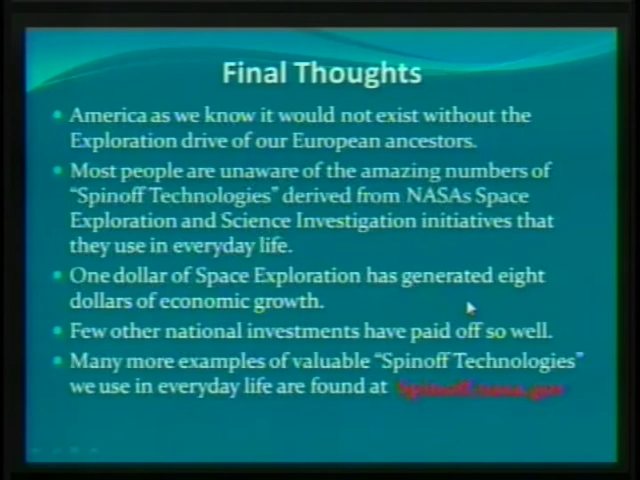 Final Thoughts
America as we know it would not exist without the
Exploration drive of our European ancestors.
Most people are unaware of the amazing numbers of
"Spinoff Technologies" derived from NASAs Space
Exploration and Science Investigation initiatives that
they use in everyday life.
One dollar of Space Exploration has generated eight
dollars of economic growth.
Few other national investments have paid off so well.
Many more examples of valuable "Spinoff Technologies"
we use in everyday life are found at Spinoff.nasa.gov